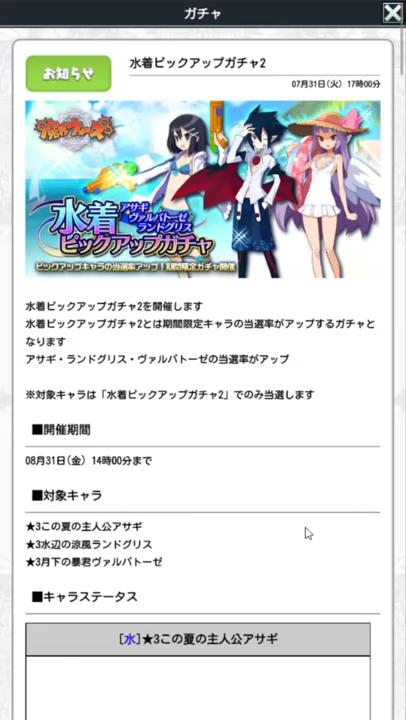 ガチャ
お知らせ
水着ピックアップガチャ2
07月31日(火) 17時00分
魔界ウォーズ
水着
アサギ
ヴァルバトーゼ
ランドグリス
ピックアップガチャ
ピックアップキャラの当選率アップ!期間限定ガチャ開催
水着ピックアップガチャ2を開催します
水着ピックアップガチャ2とは期間限定キャラの当選率がアップするガチャと
なります
アサギ・ランドグリス・ヴァルバトーゼの当選率がアップ
※対象キャラは「水着ピックアップガチャ2」でのみ当選します
■開催期間
08月31日(金) 14時00分まで
■対象キャラ
★3この夏の主人公アサギ
★3水辺の涼風ランドグリス
★3月下の暴君ヴァルバトーゼ
■キャラステータス
[水]★3この夏の主人公アサギ